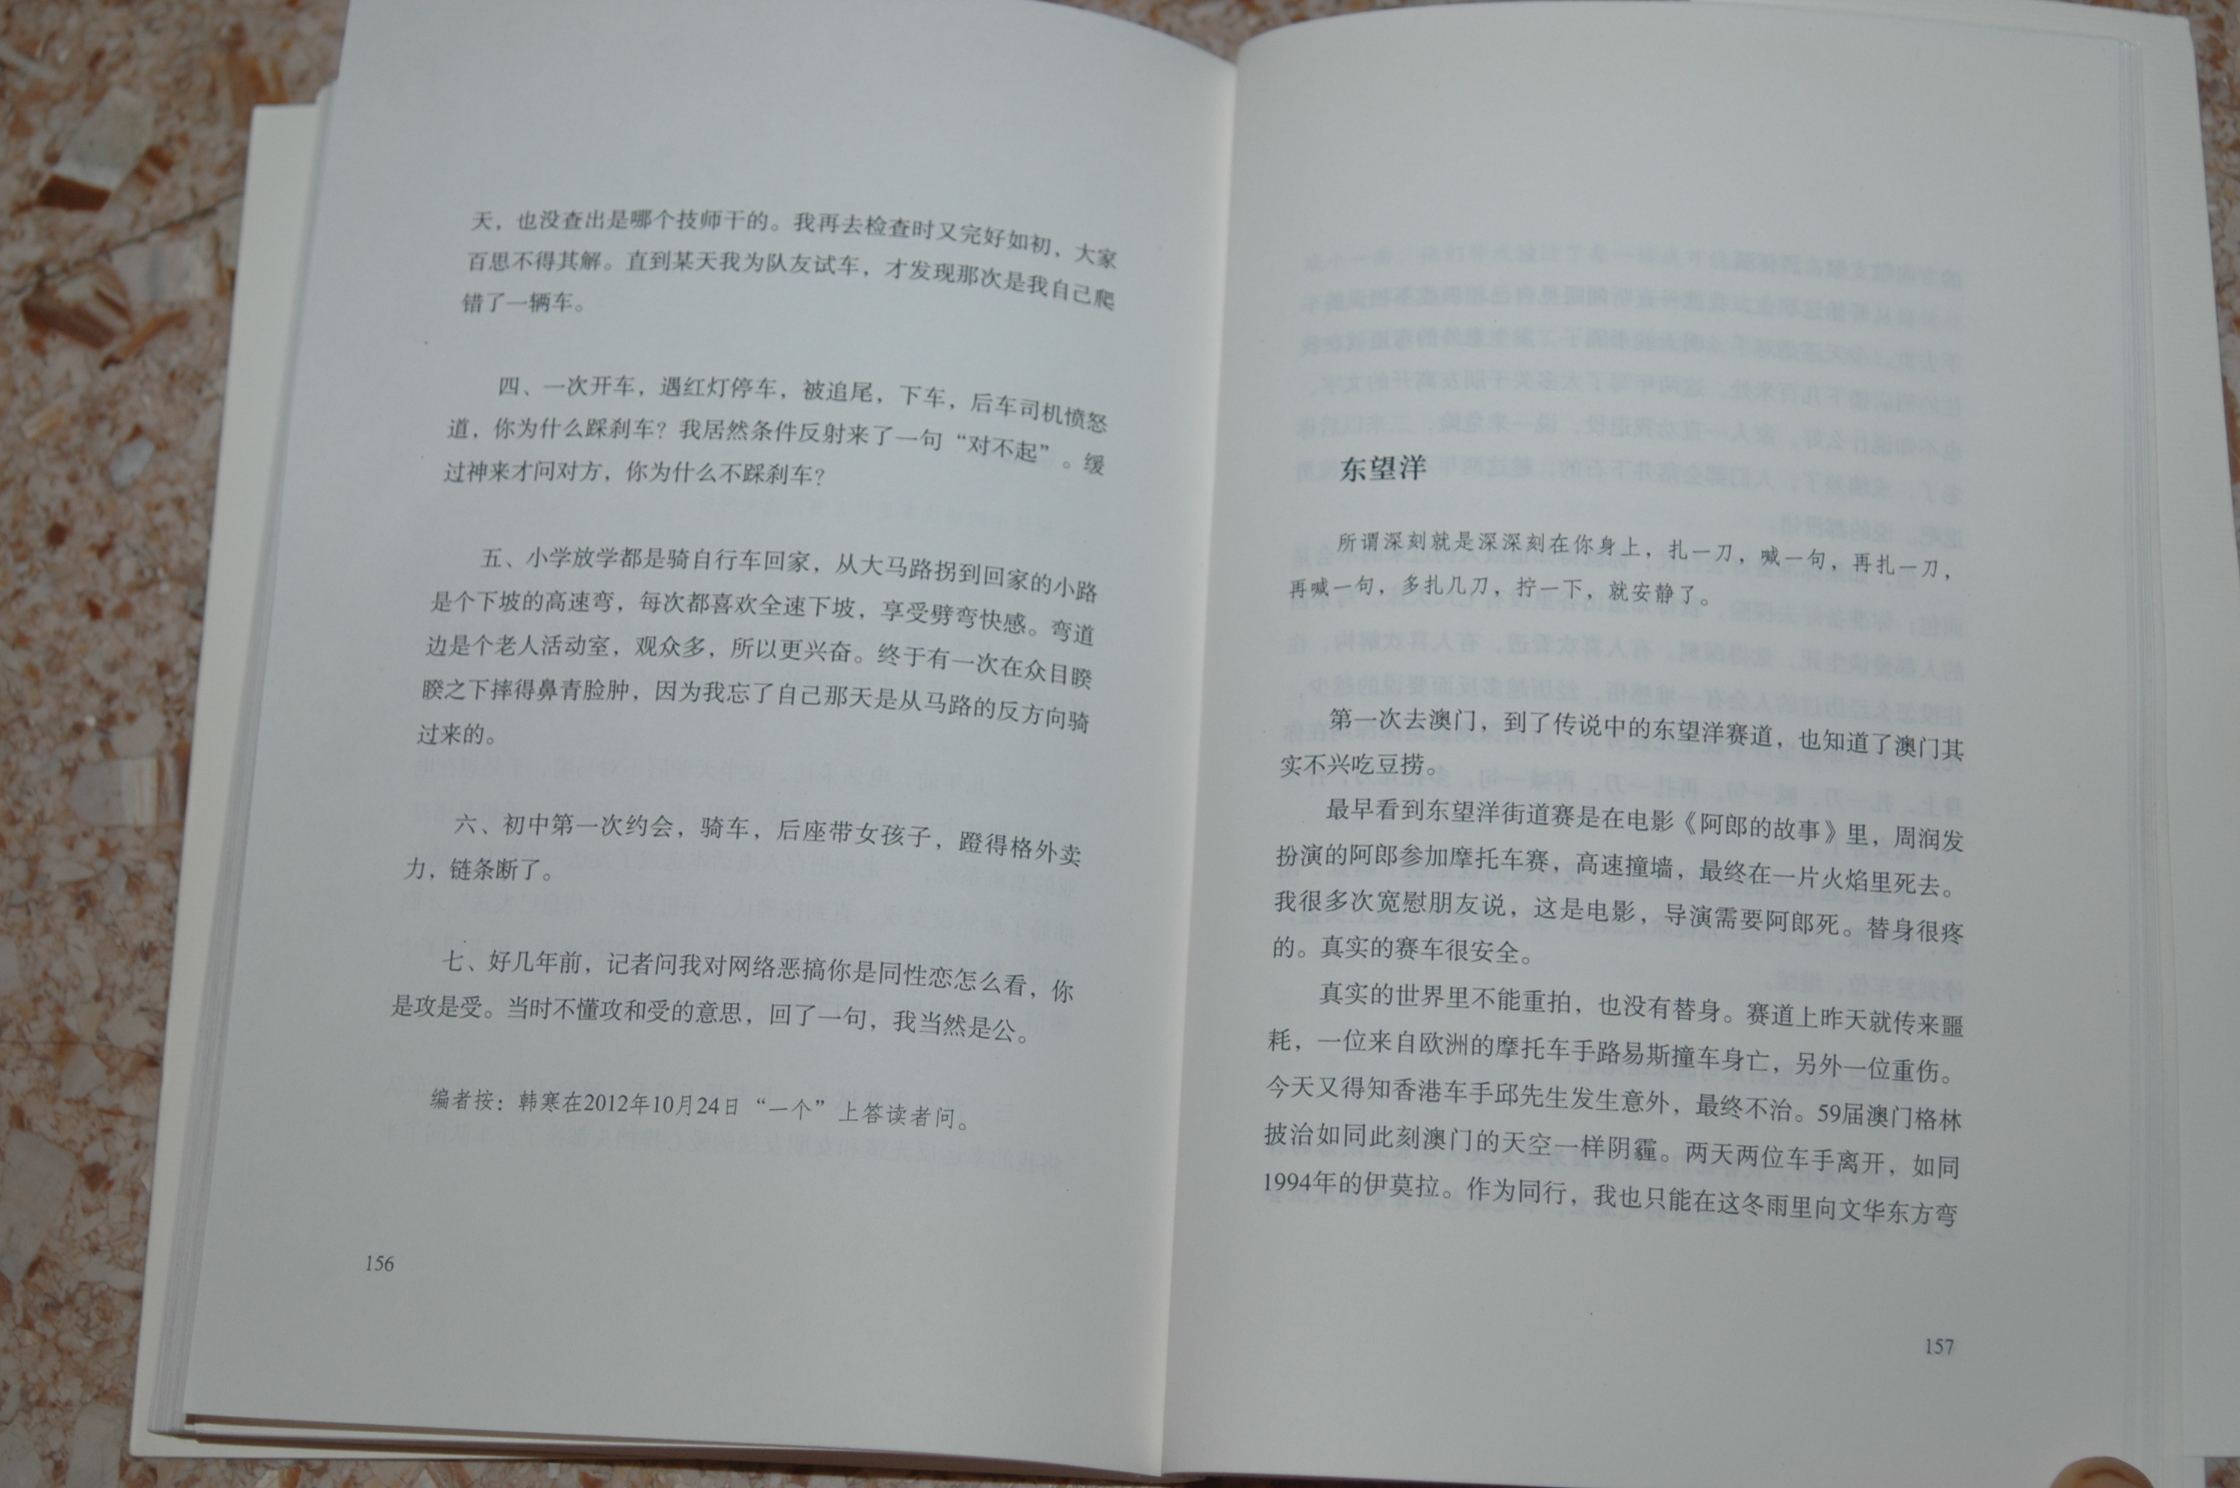 天，也没查出是哪个技师干的。我再去检查时又完好如初，大家
百思不得其解。直到某天我为队友试车，才发现那次是我自己爬
错了一辆车。
四、一次开车，遇红灯停车，被追尾，下车，后车司机愤怒
道，你为什么踩刹车？我居然条件反射来了一句“对不起”。缓
过神来才问对方，你为什么不踩刹车？
五、小学放学都是骑自行车回家，从大马路拐到回家的小路
是个下坡的高速弯，每次都喜欢全速下坡，享受劈弯快感。弯道
边是个老人活动室，观众多，所以更兴奋。终于有一次在众目睽
睽之下摔得鼻青脸肿，因为我忘了自己那天是从马路的反方向骑
过来的。
六、初中第一次约会，骑车，后座带女孩子，蹬得格外卖
力，链条断了。
七、好几年前，记者问我对网络恶搞你是同性恋怎么看，你
是攻是受。当时不懂攻和受的意思，回了一句，我当然是公。
编者按：韩寒在2012年10月24日“一个”上答读者问。
156
东望洋
所谓深刻就是深深刻在你身上，扎一刀，喊一句，再扎一刀，
再喊一句，多扎几刀，拧一下，就安静了。
第一次去澳门，到了传说中的东望洋赛道，也知道了澳门其
实不兴吃豆捞。
最早看到东望洋街道赛是在电影《阿郎的故事》里，周润发
扮演的阿郎参加摩托车赛，高速撞墙，最终在一片火焰里死去。
我很多次宽慰朋友说，这是电影，导演需要阿郎死。替身很疼
的。真实的赛车很安全。
真实的世界里不能重拍，也没有替身。赛道上昨天就传来噩
耗，一位来自欧洲的摩托车手路易斯撞车身亡，另外一位重伤。
今天又得知香港车手邱先生发生意外，最终不治。59届澳门格林
披治如同此刻澳门的天空一样阴霾。两天两位车手离开，如同
1994年的伊莫拉。作为同行，我也只能在这冬雨里向文华东方弯
157